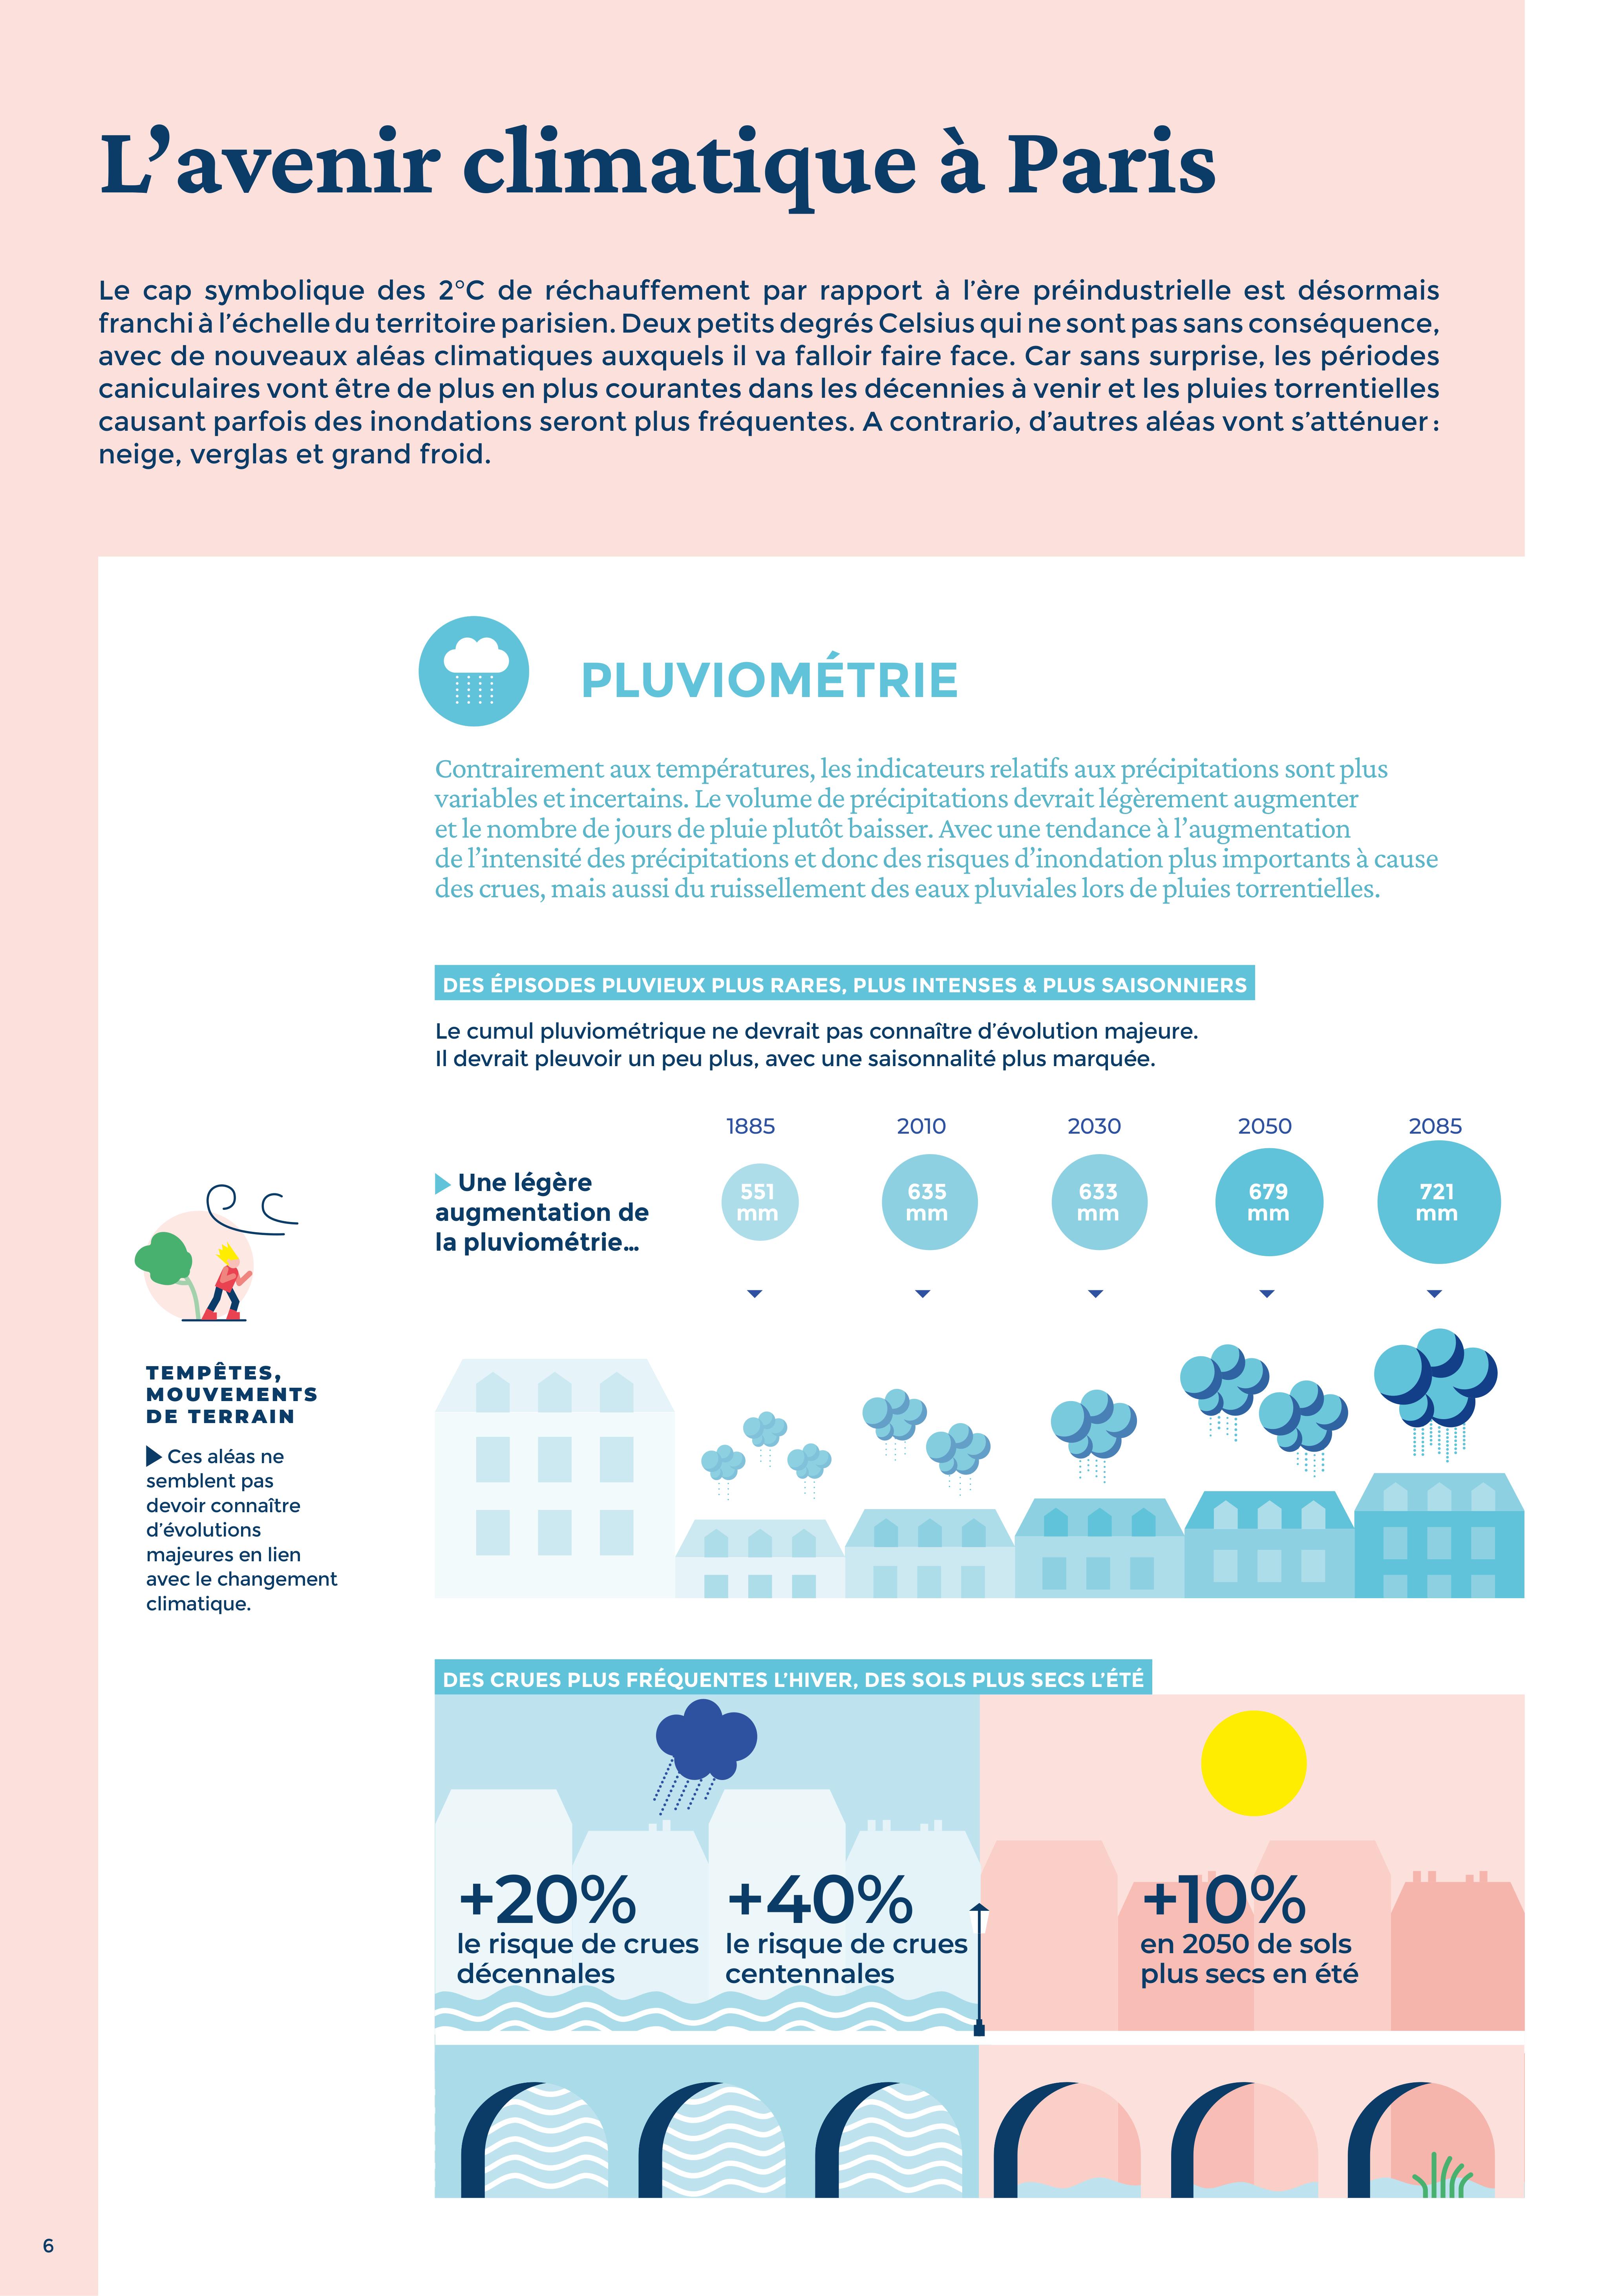 L’avenir climatique à Paris
Le cap symbolique des 2°C de réchauffement par rapport à l’ère préindustrielle est désormais
franchi à l’échelle du territoire parisien. Deux petits degrés Celsius qui ne sont pas sans conséquence,
avec de nouveaux aléas climatiques auxquels il va falloir faire face. Car sans surprise, les périodes
caniculaires vont être de plus en plus courantes dans les décennies à venir et les pluies torrentielles
causant parfois des inondations seront plus fréquentes. A contrario, d’autres aléas vont s’atténuer :
neige, verglas et grand froid.
PLUVIOMÉTRIE
Contrairement aux températures, les indicateurs relatifs aux précipitations sont plus
variables et incertains. Le volume de précipitations devrait légèrement augmenter
et le nombre de jours de pluie plutôt baisser. Avec une tendance à l’augmentation
de l’intensité des précipitations et donc des risques d’inondation plus importants à cause
des crues, mais aussi du ruissellement des eaux pluviales lors de pluies torrentielles.
DES ÉPISODES PLUVIEUX PLUS RARES, PLUS INTENSES & PLUS SAISONNIERS
Le cumul pluviométrique ne devrait pas connaître d’évolution majeure.
Il devrait pleuvoir un peu plus, avec une saisonnalité plus marquée.
1885 2010 2030 2050 2085
Une légère
augmentation de
la pluviométrie...
551 635 633 679 721
mm mm mm mm mm
TEMPÊTES,
MOUVEMENTS
DE TERRAIN
Ces aléas ne
semblent pas
devoir connaître
d’évolutions
majeures en lien
avec le changement
climatique.
DES CRUES PLUS FRÉQUENTES L’HIVER, DES SOLS PLUS SECS L’ÉTÉ
+20%
le risque de crues
décennales
+40%
le risque de crues
centennales
+10%
en 2050 de sols
plus secs en été
6